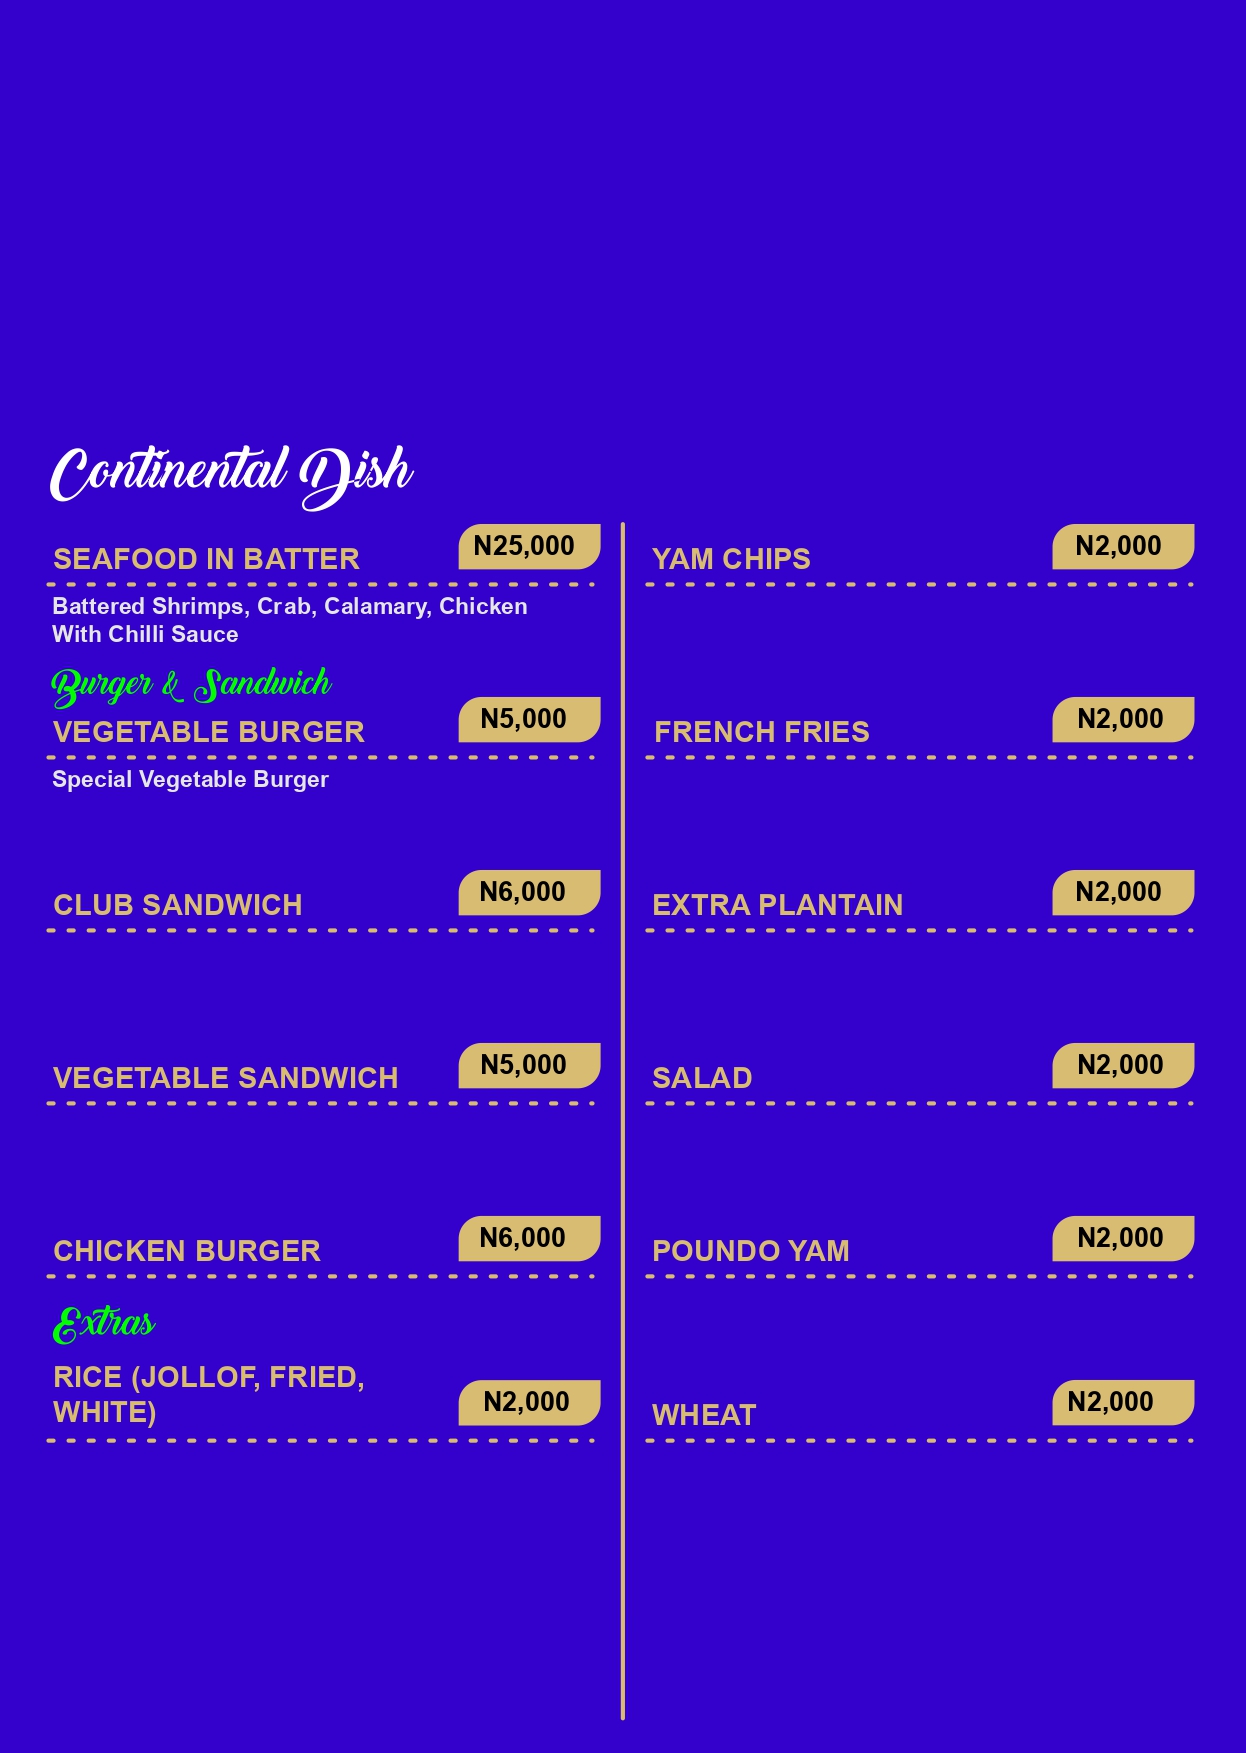 Continental Dish
SEAFOOD IN BATTER N25,000
Battered Shrimps, Crab, Calamary, Chicken
With Chilli Sauce
Burger & Sandwich
VEGETABLE BURGER N5,000
Special Vegetable Burger
CLUB SANDWICH N6,000
VEGETABLE SANDWICH N5,000
CHICKEN BURGER N6,000
Extras
RICE (JOLLOF, FRIED,
WHITE) N2,000
YAM CHIPS N2,000
FRENCH FRIES N2,000
EXTRA PLANTAIN N2,000
SALAD N2,000
POUNDO YAM N2,000
WHEAT N2,000